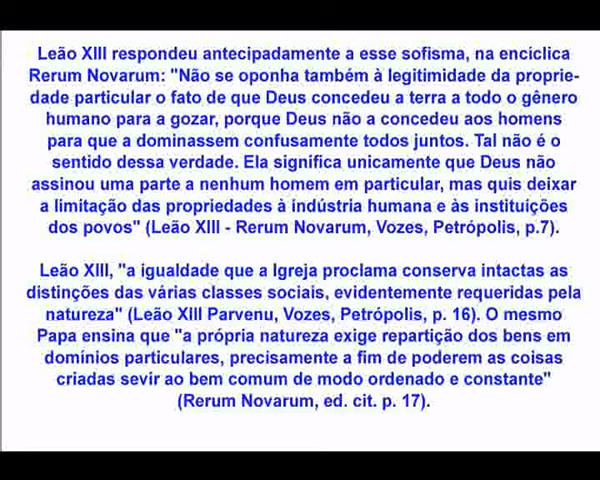 Leão XIII respondeu antecipadamente a esse sofisma, na encíclica
Rerum Novarum: "Não se oponha também à legitimidade da proprie-
dade particular o fato de que Deus concedeu a terra a todo o gênero
humano para a gozar, porque Deus não a concedeu aos homens
para que a dominassem confusamente todos juntos. Tal não é o
sentido dessa verdade. Ela significa unicamente que Deus não
assinou uma parte a nenhum homem em particular, mas quis deixar
a limitação das propriedades à indústria humana e às instituíções
dos povos" (Leão XIII - Rerum Novarum, Vozes, Petrópolis, p.7).
Leão XIII, "a igualdade que a Igreja proclama conserva intactas as
distinções das várias classes sociais, evidentemente requeridas pela
natureza" (Leão XIII Parvenu, Vozes, Petrópolis, p. 16). O mesmo
Papa ensina que "a própria natureza exige repartição dos bens em
domínios particulares, precisamente a fim de poderem as coisas
criadas sevir ao bem comum de modo ordenado e constante"
(Rerum Novarum, ed. cit. p. 17).